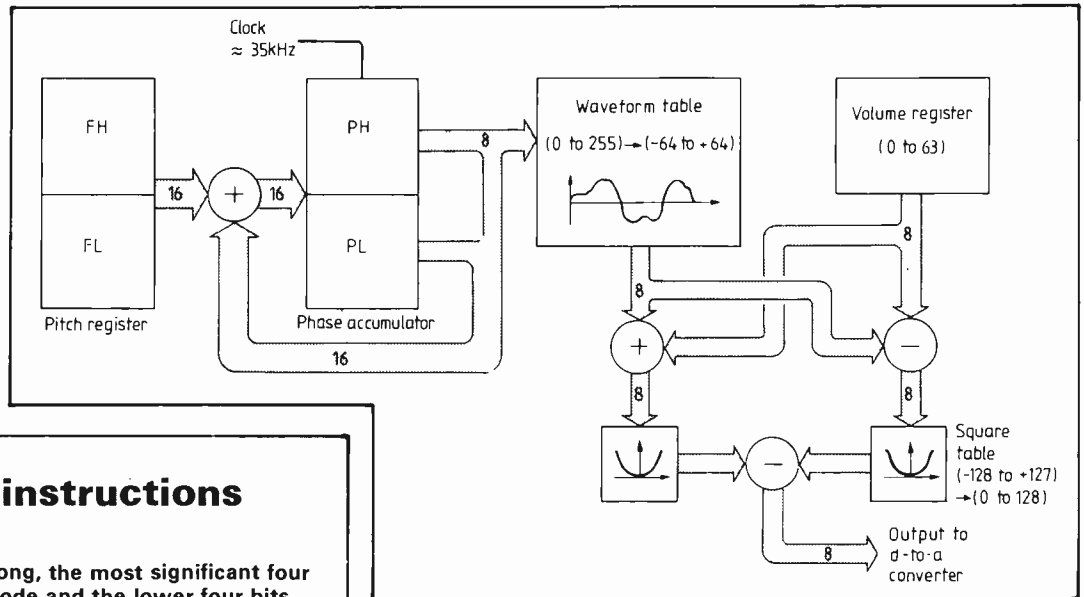 Clock
≈ 35kHz
FH
FL
Pitch register
16
+
16
PH
PL
Phase accumulator
16
8
Waveform table
(0 to 255)→(-64 to +64)
Volume register
(0 to 63)
8
8
+
−
8
8
−
Square
table
(-128 to +127)
→(0 to 128)
8
Output to
d-to-a
converter
instructions
ong, the most significant four
ode and the lower four bits